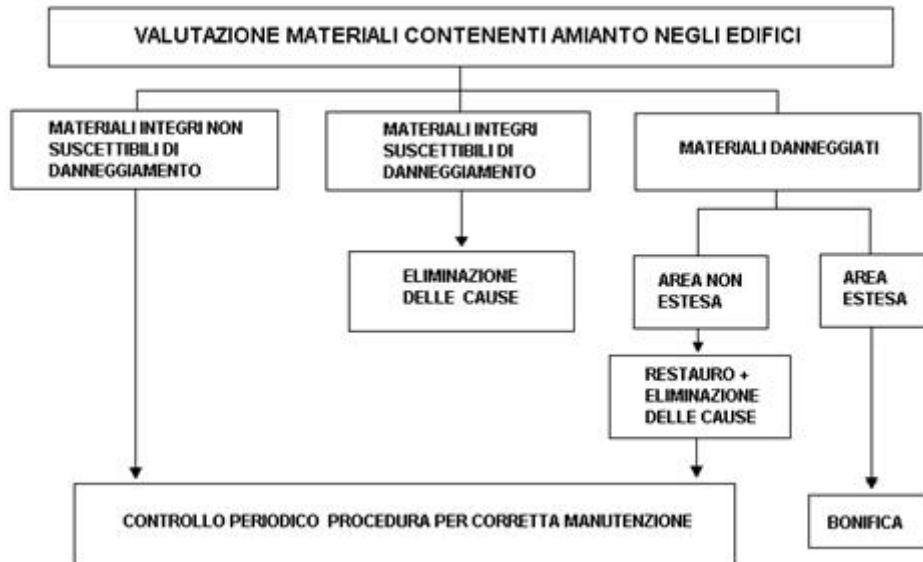 VALUTAZIONE MATERIALI CONTENENTI AMIANTO NEGLI EDIFICI
MATERIALI INTEGRI NON
SUSCETTIBILI DI
DANNEGGIAMENTO
MATERIALI INTEGRI
SUSCETTIBILI DI
DANNEGGIAMENTO
MATERIALI DANNEGGIATI
ELIMINAZIONE
DELLE CAUSE
AREA NON
ESTESA
AREA
ESTESA
RESTAURO +
ELIMINAZIONE
DELLE CAUSE
CONTROLLO PERIODICO PROCEDURA PER CORRETTA MANUTENZIONE
BONIFICA